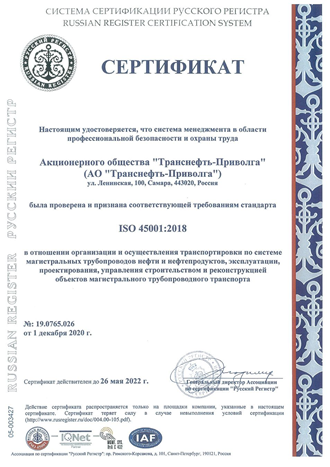 СИСТЕМА СЕРТИФИКАЦИИ РУССКОГО РЕГИСТРА
RUSSIAN REGISTER CERTIFICATION SYSTEM
РУССКИЙ РЕГИСТР
RUSSIAN REGISTER
СЕРТИФИКАТ
Настоящим удостоверяется, что система менеджмента в области
профессиональной безопасности и охраны труда
Акционерного общества "Транснефть-Приволга"
(АО "Транснефть-Приволга")
ул. Ленинская, 100, Самара, 443020, Россия
была проверена и признана соответствующей требованиям стандарта
ISO 45001:2018
в отношении организации и осуществления транспортировки по системе
магистральных трубопроводов нефти и нефтепродуктов, эксплуатации,
проектирования, управления строительством и реконструкцией
объектов магистрального трубопроводного транспорта
RUSSIAN REGISTER РУССКИЙ РЕГИСТР
№: 19.0765.026
от 1 декабря 2020 г.
Сертификат действителен до 26 мая 2022 г.
Генеральный директор Ассоциации
по сертификации "Русский Регистр"
Действие сертификата распространяется только на площадки компании, указанные в настоящем
сертификате. Сертификат теряет силу в случае невыполнения условий сертификации
(http://www.rusregister.ru/doc/004.00-105.pdf).
05-003427
IQNet
IAF
Ассоциация по сертификации "Русский Регистр", пр. Римского-Корсакова, д. 101, Санкт-Петербург, 190121, Россия